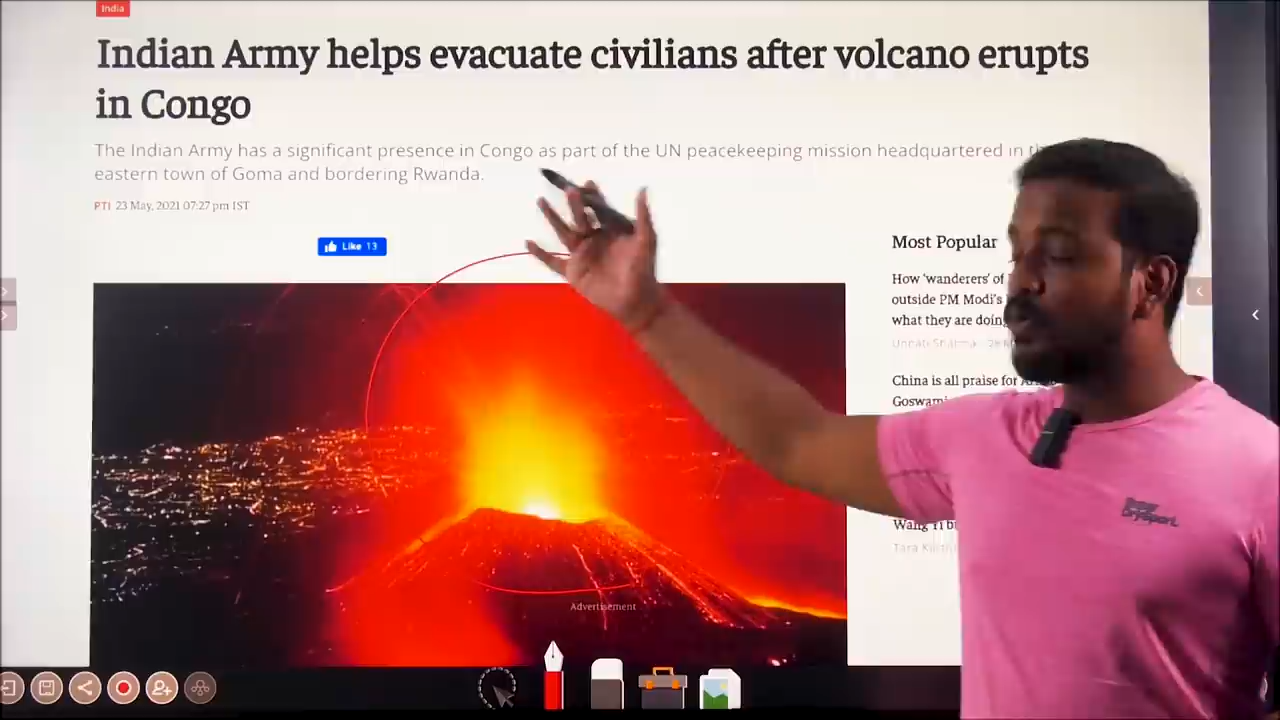 India
Indian Army helps evacuate civilians after volcano erupts
in Congo
The Indian Army has a significant presence in Congo as part of the UN peacekeeping mission headquartered in
eastern town of Goma and bordering Rwanda.
PTI 23 May, 2021 07:27 pm IST
Like 13
Most Popular
How ‘wanderers’ of
outside PM Modi’s
what they are doing
Unnati Sharma
China is all praise for
Goswami
Advertisement